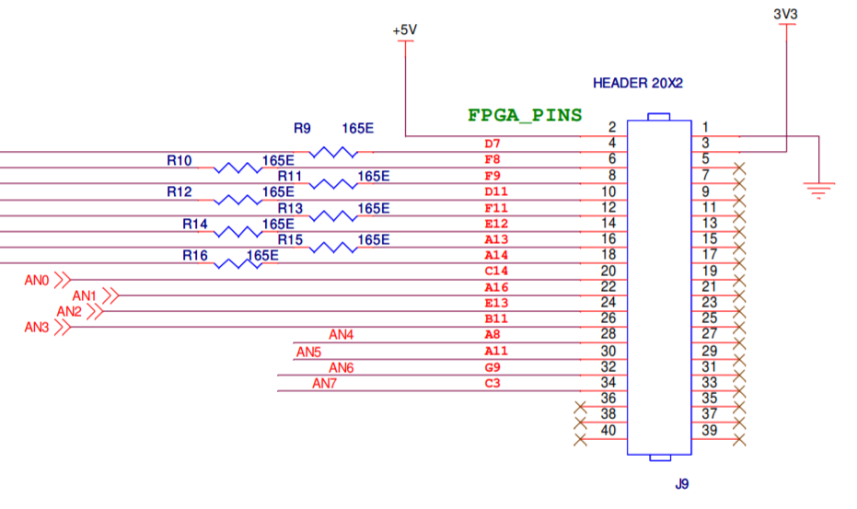 3V3
+5V
HEADER 20X2
FPGA_PINS
R9 165E
2 1
D7 4 3
R10 165E F8 6 5
R11 165E F9 8 7
R12 165E D11 10 9
R13 165E F11 12 11
R14 165E E12 14 13
R15 165E A13 16 15
R16 165E A14 18 17
AN0 C14 20 19
AN1 A16 22 21
AN2 E13 24 23
AN3 B11 26 25
AN4 A8 28 27
AN5 A11 30 29
AN6 G9 32 31
AN7 C3 34 33
36 35
38 37
40 39
J9